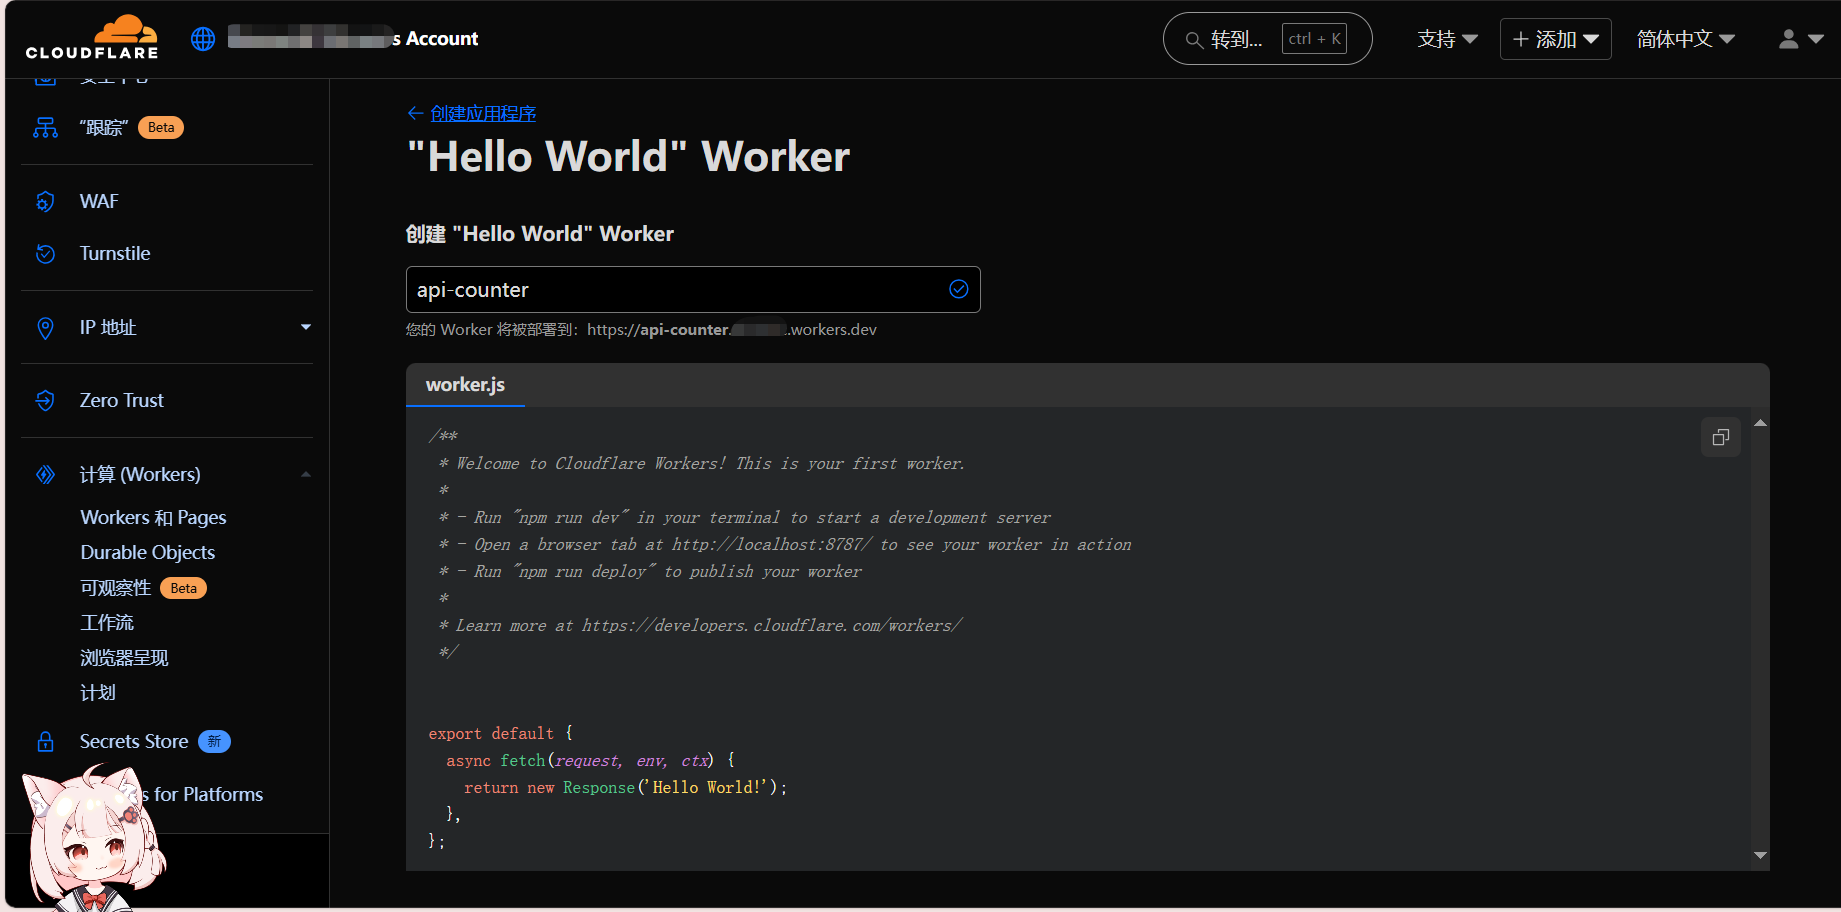 CLOUDFLARE
s Account
转到...
ctrl + K
支持
添加
简体中文
“跟踪”
Beta
WAF
Turnstile
IP 地址
Zero Trust
计算 (Workers)
Workers 和 Pages
Durable Objects
可观察性
Beta
工作流
浏览器呈现
计划
Secrets Store
新
s for Platforms
创建应用程序
"Hello World" Worker
创建 "Hello World" Worker
api-counter
您的 Worker 将被部署到：https://api-counter. .workers.dev
worker.js
/**
* Welcome to Cloudflare Workers! This is your first worker.
*
* - Run "npm run dev" in your terminal to start a development server
* - Open a browser tab at http://localhost:8787/ to see your worker in action
* - Run "npm run deploy" to publish your worker
*
* Learn more at https://developers.cloudflare.com/workers/
*/
export default {
async fetch(request, env, ctx) {
return new Response('Hello World!');
},
};